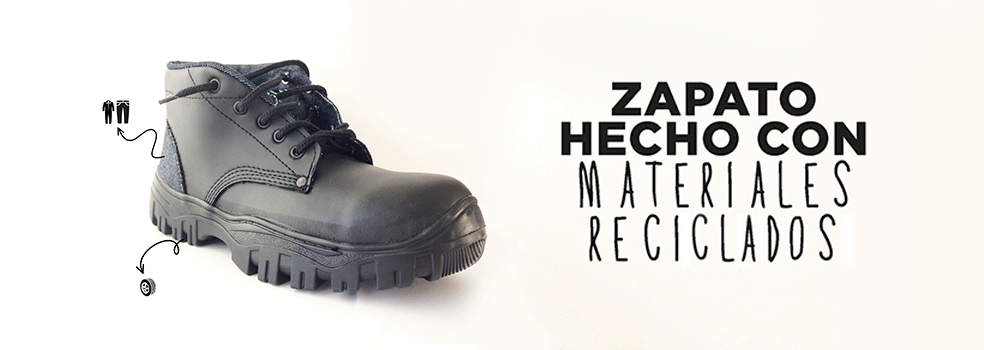 ZAPATO
HECHO CON
MATERIALES
RECICLADOS